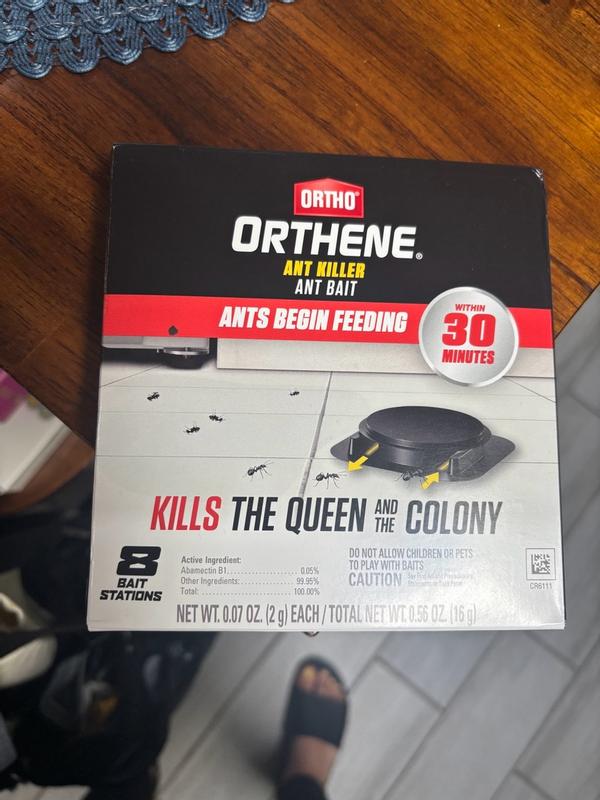 ORTHO®
ORTHENE®
ANT KILLER
ANT BAIT
ANTS BEGIN FEEDING
WITHIN
30
MINUTES
KILLS THE QUEEN AND THE COLONY
8
BAIT
STATIONS
Active Ingredient:
Abamectin B1 0.05%
Other Ingredients: 99.95%
Total: 100.00%
DO NOT ALLOW CHILDREN OR PETS
TO PLAY WITH BAITS
CAUTION
CR6111
NET WT. 0.07 OZ. (2 g) EACH / TOTAL NET WT. 0.56 OZ. (16 g)